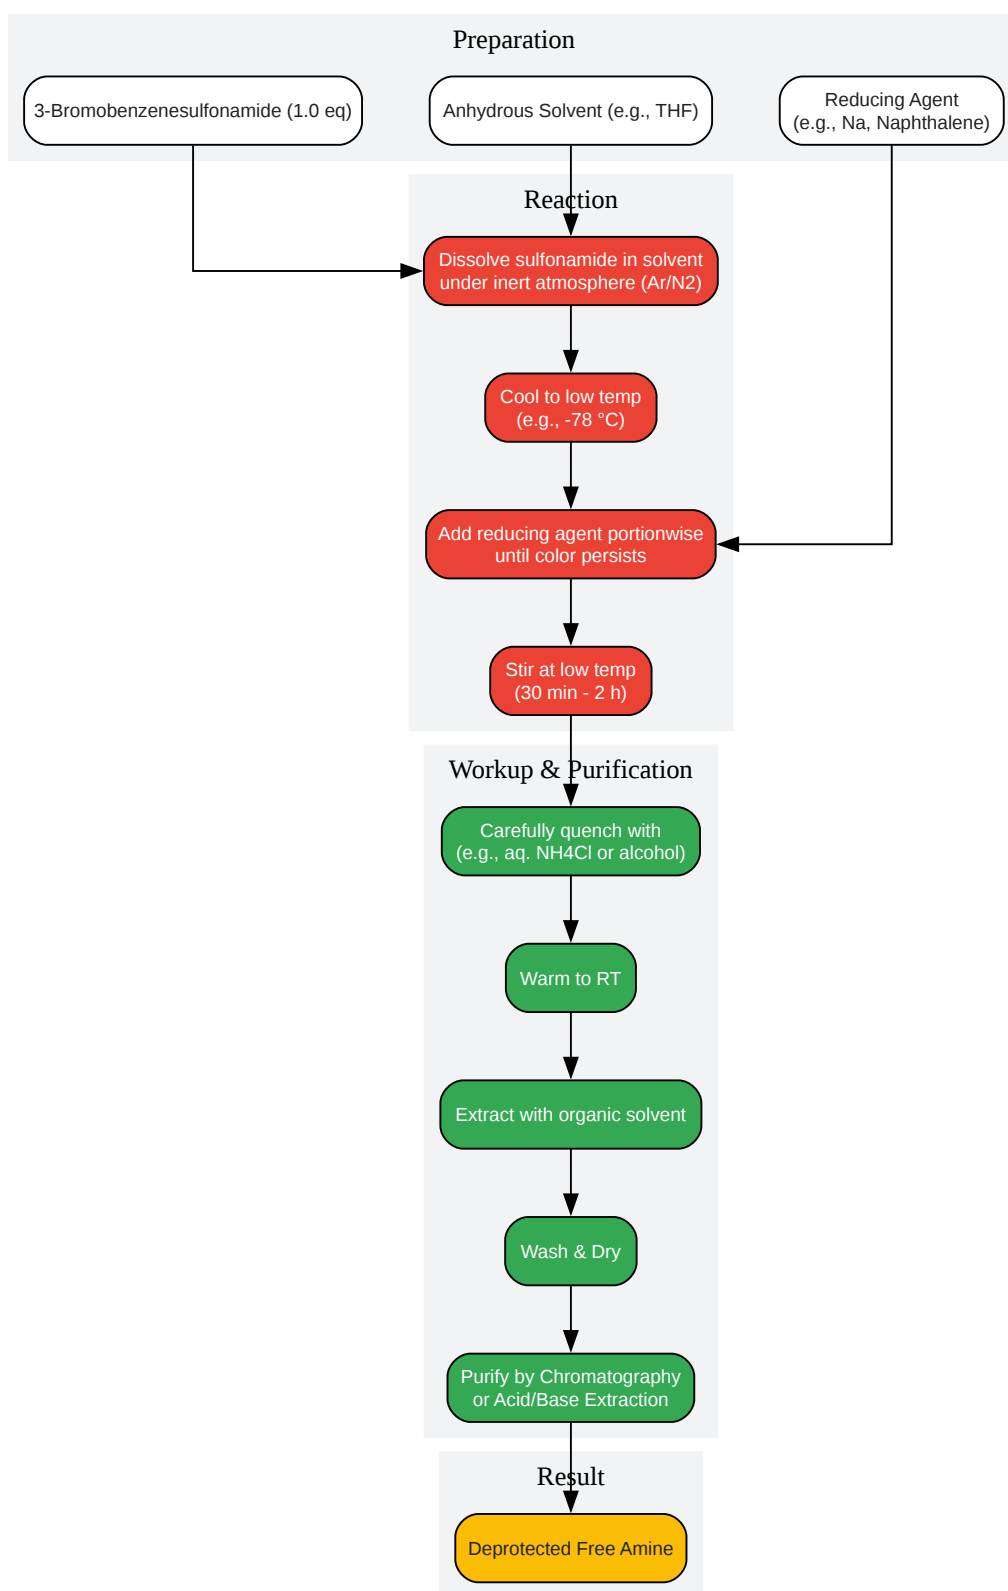 Preparation
3-Bromobenzenesulfonamide (1.0 eq)
Anhydrous Solvent (e.g., THF)
Reducing Agent
(e.g., Na, Naphthalene)
Reaction
Dissolve sulfonamide in solvent
under inert atmosphere (Ar/N2)
Cool to low temp
(e.g., -78 °C)
Add reducing agent portionwise
until color persists
Stir at low temp
(30 min - 2 h)
Workup & Purification
Carefully quench with
(e.g., aq. NH4Cl or alcohol)
Warm to RT
Extract with organic solvent
Wash & Dry
Purify by Chromatography
or Acid/Base Extraction
Result
Deprotected Free Amine